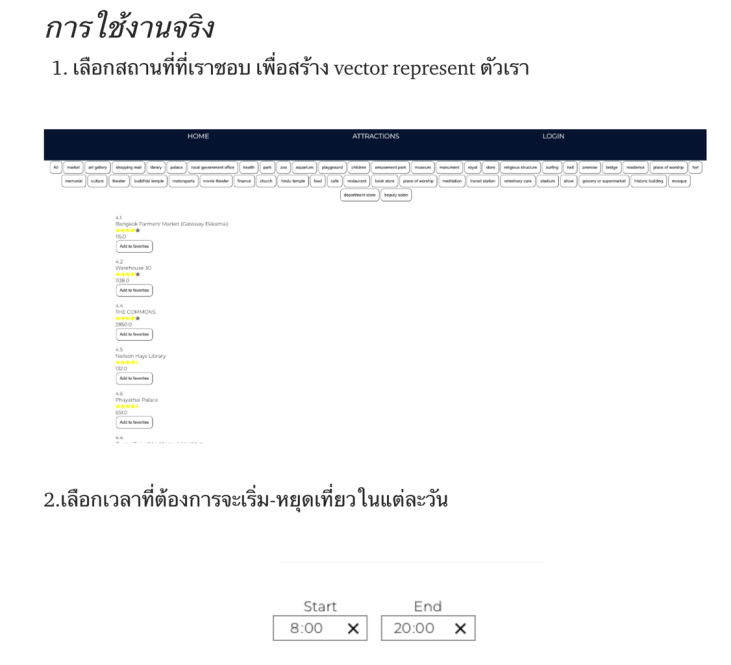 การใช้งานจริง
1. เลือกสถานที่ที่เราชอบ เพื่อสร้าง vector represent ตัวเรา
HOME ATTRACTIONS LOGIN
All market art gallery shopping mall library palace local government office health park zoo aquarium playground children amusement park museum monument royal store religious structure surfing hall premise bridge residence place of worship fort
memorial culture theater buddhist temple motorsports movie theater finance church hindu temple food cafe restaurant book store place of worship meditation transit station veterinary care stadium show grocery or supermarket historic building mosque
department store beauty salon
4.1
Bangkok Farmers' Market (Gateway Ekkamai)
115.0
Add to favorites
4.2
Warehouse 30
1128.0
Add to favorites
4.4
THE COMMONS
2850.0
Add to favorites
4.5
Neilson Hays Library
132.0
Add to favorites
4.6
Phayathai Palace
651.0
Add to favorites
4.4
2.เลือกเวลาที่ต้องการจะเริ่ม-หยุดเที่ยวในแต่ละวัน
Start End
8:00 20:00